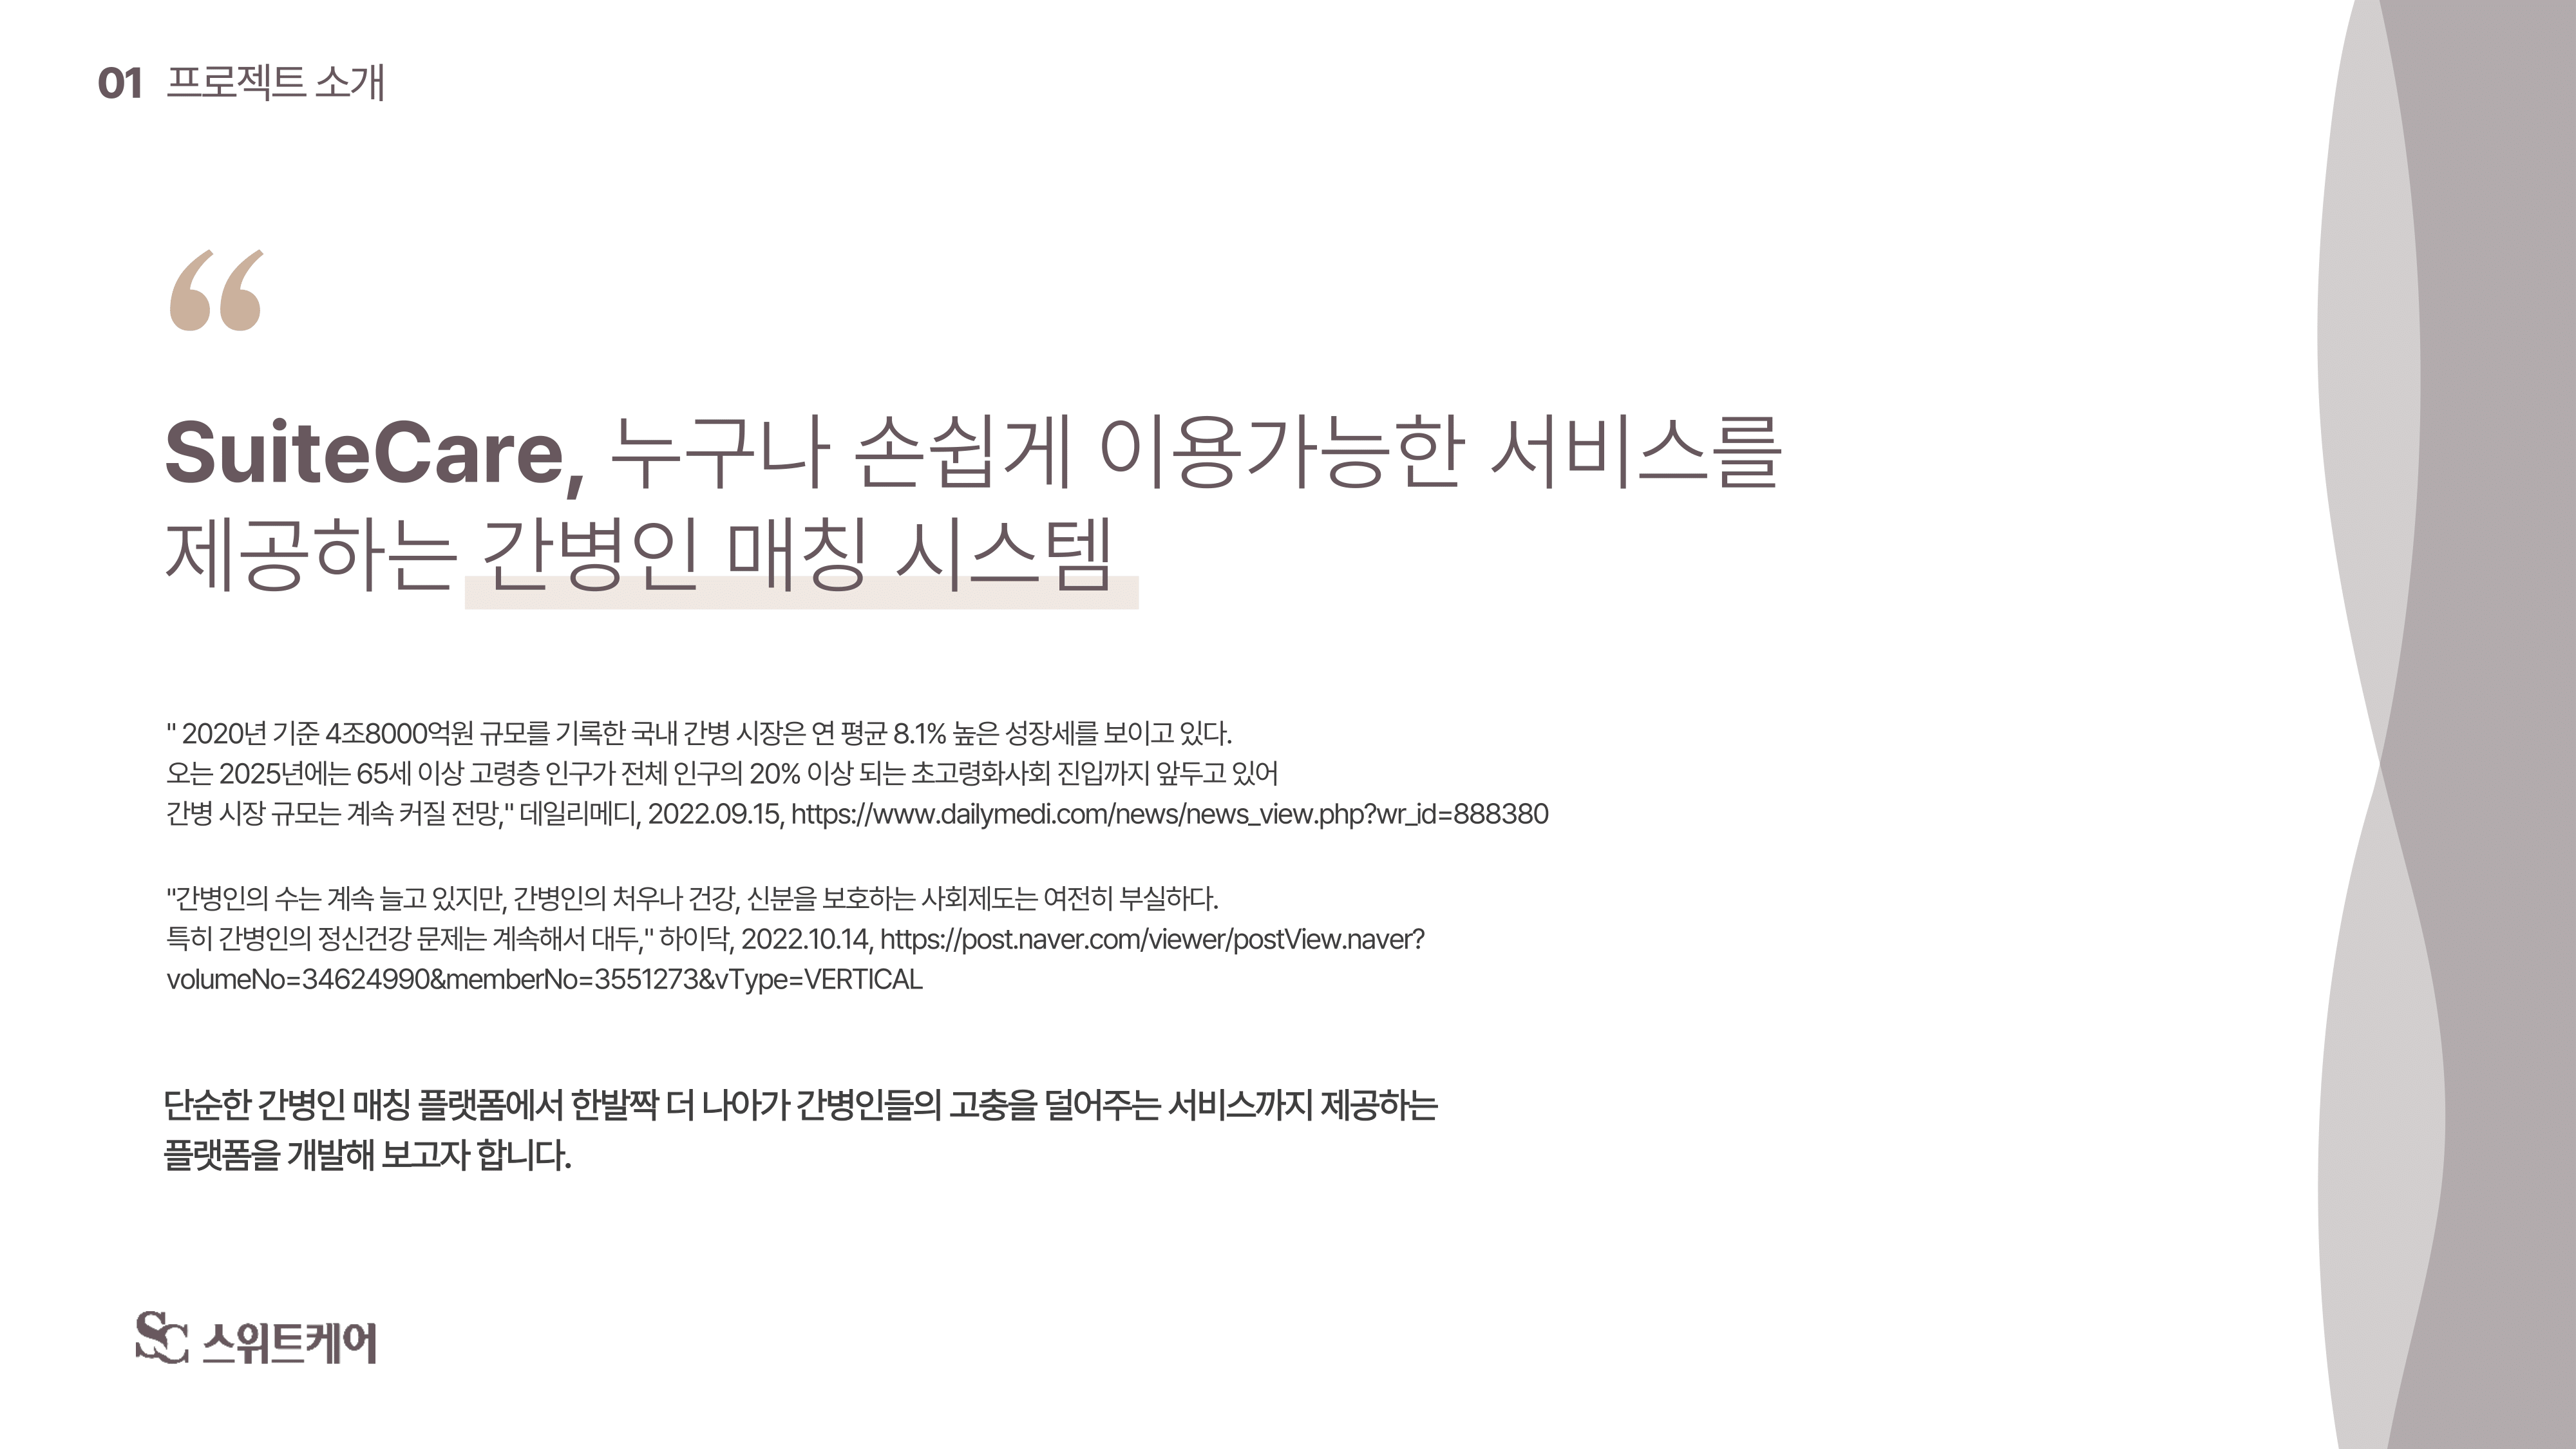 01 프로젝트 소개
“
SuiteCare, 누구나 손쉽게 이용가능한 서비스를
제공하는 간병인 매칭 시스템
" 2020년 기준 4조8000억원 규모를 기록한 국내 간병 시장은 연 평균 8.1% 높은 성장세를 보이고 있다.
오는 2025년에는 65세 이상 고령층 인구가 전체 인구의 20% 이상 되는 초고령화사회 진입까지 앞두고 있어
간병 시장 규모는 계속 커질 전망," 데일리메디, 2022.09.15, https://www.dailymedi.com/news/news_view.php?wr_id=888380
"간병인의 수는 계속 늘고 있지만, 간병인의 처우나 건강, 신분을 보호하는 사회제도는 여전히 부실하다.
특히 간병인의 정신건강 문제는 계속해서 대두," 하이닥, 2022.10.14, https://post.naver.com/viewer/postView.naver?
volumeNo=34624990&memberNo=3551273&vType=VERTICAL
단순한 간병인 매칭 플랫폼에서 한발짝 더 나아가 간병인들의 고충을 덜어주는 서비스까지 제공하는
플랫폼을 개발해 보고자 합니다.
SC 스위트케어